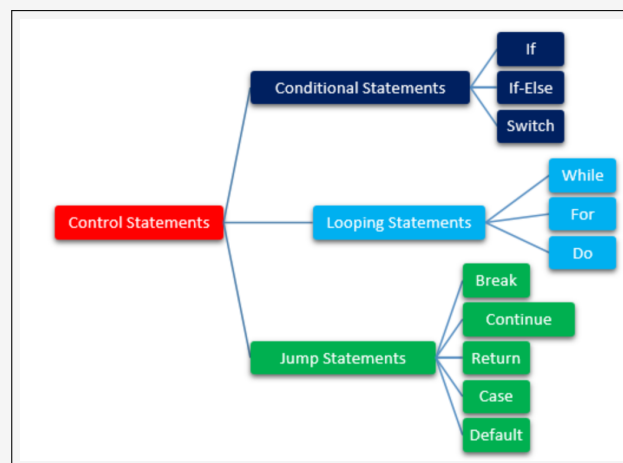 Control Statements
Conditional Statements
If
If-Else
Switch
Looping Statements
While
For
Do
Jump Statements
Break
Continue
Return
Case
Default